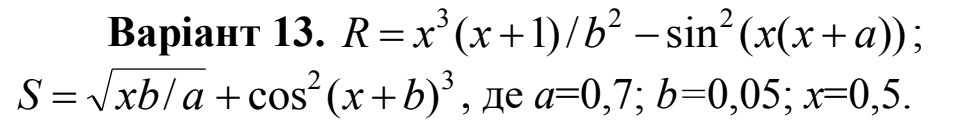 Варіант 13. R = x³(x+1)/b² − sin²(x(x+a));
S = √xb/a + cos²(x+b)³, де a=0,7; b=0,05; x=0,5.